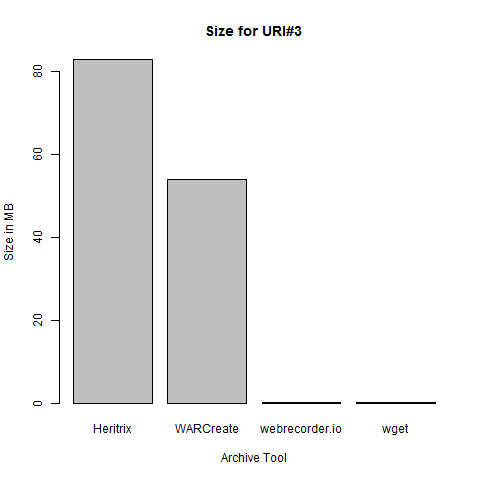 Size for URI#3
Size in MB
80
60
40
20
0
Heritrix WARCreate webrecorder.io wget
Archive Tool